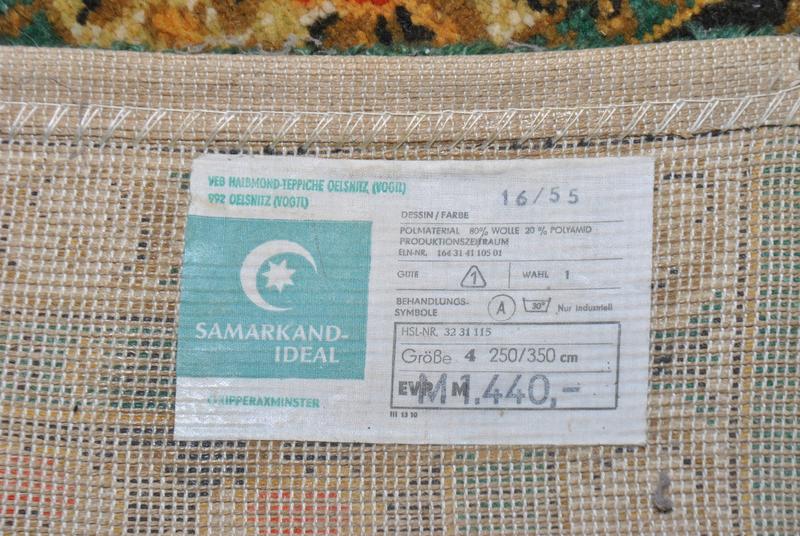 VEB HALBMOND-TEPPICHE OELSNITZ (VOGTL)
992 OELSNITZ (VOGTL)
SAMARKAND-
IDEAL
GREIFERAXMINSTER
16/55
DESSIN/FARBE
POLMATERIAL 80% WOLLE 20% POLYAMID
PRODUKTIONSZEITRAUM
ELN-NR. 164 31 41 105 01
GÜTE 1 WAHL 1
BEHANDLUNGS-
SYMBOLE A 30° Nur industriell
HSL-NR. 32 31 115
Größe 4 250/350 cm
EVP M 1.440,-
III 13 10